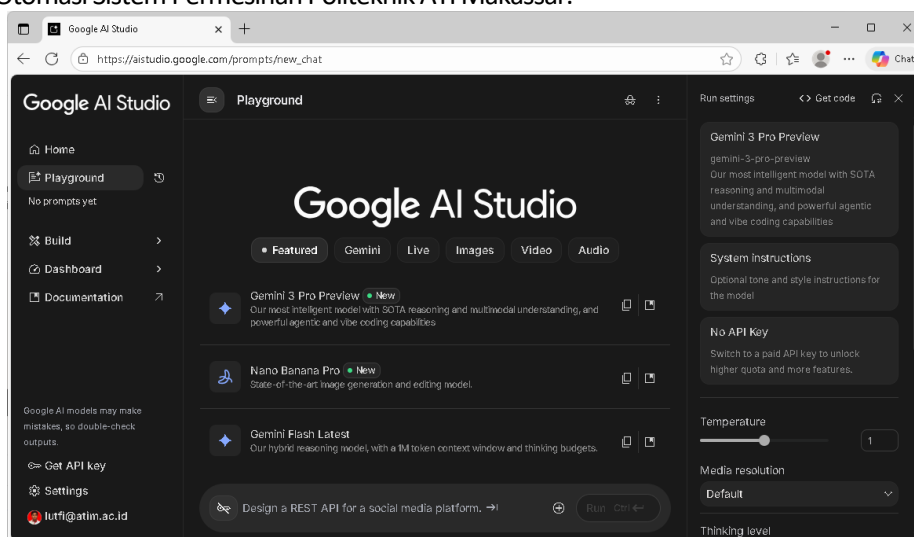 Otomasi Sistem Permesinan Politeknik ATI Makassar.
Google AI Studio
https://aistudio.google.com/prompts/new_chat
Chat
Google AI Studio
Home
Playground
No prompts yet
Build
Dashboard
Documentation
Google AI models may make
mistakes, so double-check
outputs.
Get API key
Settings
lutfi@atim.ac.id
Playground
Google AI Studio
Featured
Gemini
Live
Images
Video
Audio
Gemini 3 Pro Preview New
Our most intelligent model with SOTA reasoning and multimodal understanding, and
powerful agentic and vibe coding capabilities
Nano Banana Pro New
State-of-the-art image generation and editing model.
Gemini Flash Latest
Our hybrid reasoning model, with a 1M token context window and thinking budgets.
Design a REST API for a social media platform.
Run Ctrl
Run settings
<> Get code
Gemini 3 Pro Preview
gemini-3-pro-preview
Our most intelligent model with SOTA
reasoning and multimodal
understanding, and powerful agentic
and vibe coding capabilities
System instructions
Optional tone and style instructions for
the model
No API Key
Switch to a paid API key to unlock
higher quota and more features.
Temperature
1
Media resolution
Default
Thinking level